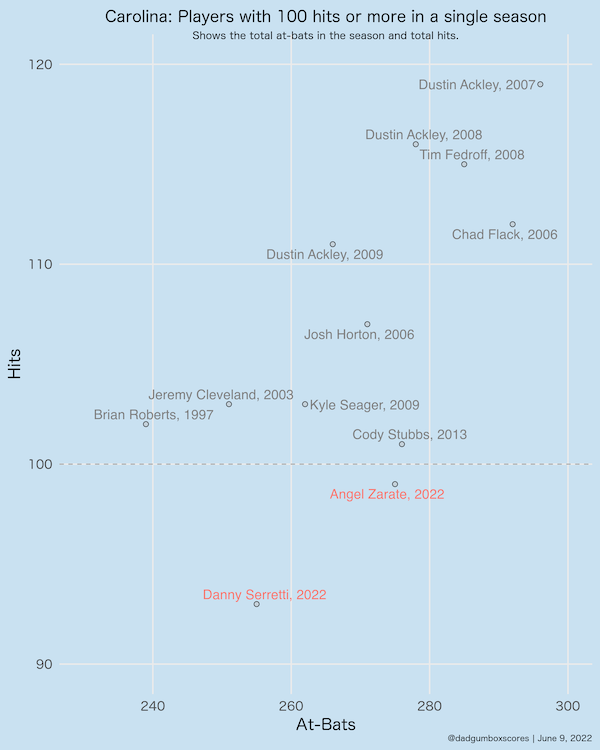 Carolina: Players with 100 hits or more in a single season
Shows the total at-bats in the season and total hits.
120
Dustin Ackley, 2007
Dustin Ackley, 2008
Tim Fedroff, 2008
Chad Flack, 2006
Dustin Ackley, 2009
110
Josh Horton, 2006
Hits
Jeremy Cleveland, 2003
Kyle Seager, 2009
Brian Roberts, 1997
Cody Stubbs, 2013
100
Angel Zarate, 2022
Danny Serretti, 2022
90
240 260 280 300
At-Bats
@dadgumboxscores | June 9, 2022